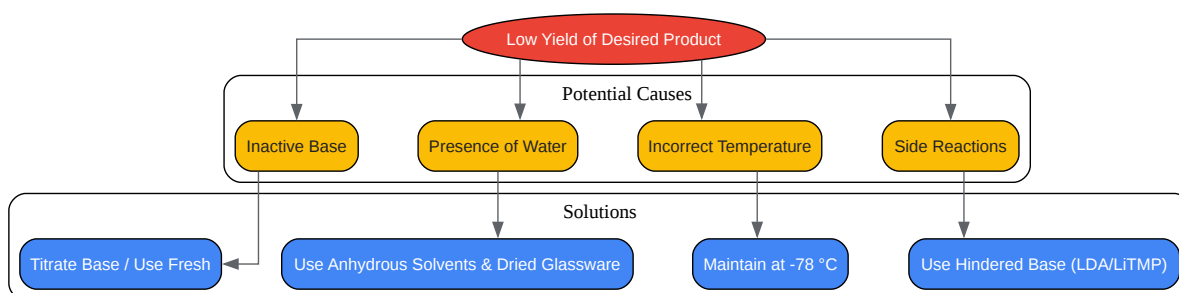 Low Yield of Desired Product
Potential Causes
Inactive Base
Presence of Water
Incorrect Temperature
Side Reactions
Solutions
Titrate Base / Use Fresh
Use Anhydrous Solvents & Dried Glassware
Maintain at -78 °C
Use Hindered Base (LDA/LiTMP)